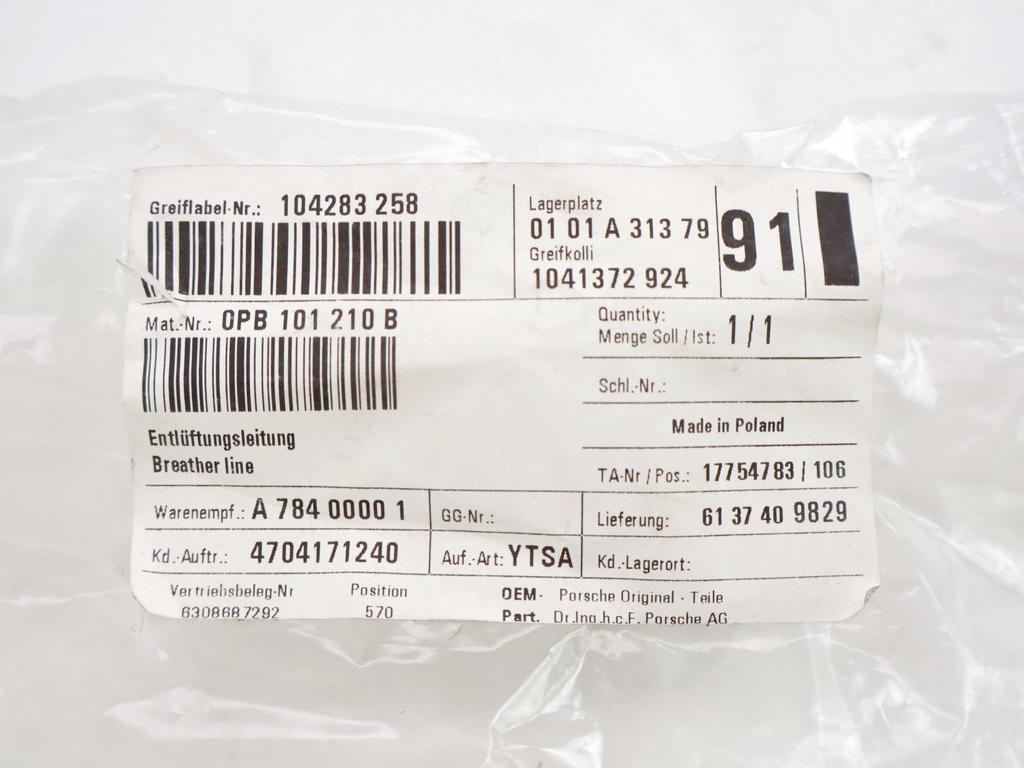 Greiflabel-Nr.: 104283 258
Lagerplatz
01 01 A 313 79
Greifkolli
1041372 924
91
Mat.-Nr.: 0PB 101 210 B
Quantity:
Menge Soll / Ist: 1 / 1
Schl.-Nr.:
Made in Poland
Entlüftungsleitung
Breather line
TA-Nr / Pos.: 17754783 / 106
Warenempf.: A 784 0000 1
GG-Nr.:
Lieferung: 61 37 40 9829
Kd.-Auftr.: 4704171240
Auf.-Art: YTSA
Kd.-Lagerort:
Vertriebsbeleg-Nr Position
6308687292 570
OEM- Porsche Original - Teile
Part. Dr.Ing.h.c.F. Porsche AG